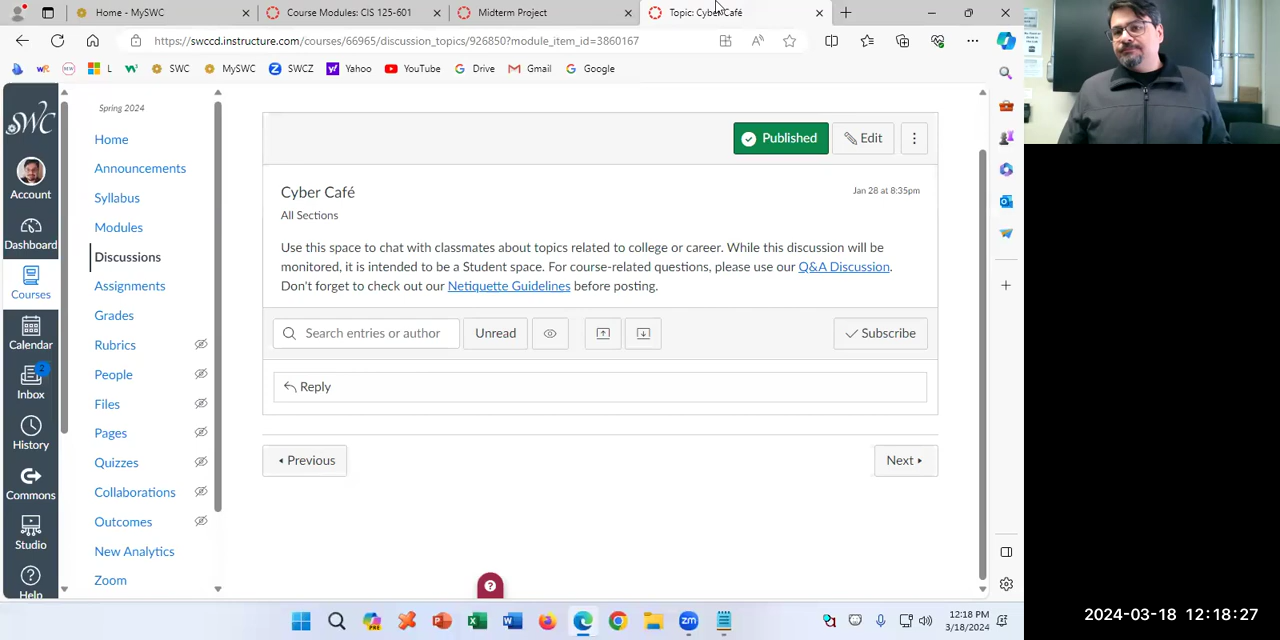 Home - MySWC
Course Modules: CIS 125-601
Midterm Project
Topic: Cyber Café
https://swccd.instructure.com/courses/66965/discussion_topics/926850?module_item_id=3860167
L
SWC
MySWC
SWCZ
Yahoo
YouTube
Drive
Gmail
Google
SWC
Account
Dashboard
Courses
Calendar
2
Inbox
History
Commons
Studio
Help
Spring 2024
Home
Announcements
Syllabus
Modules
Discussions
Assignments
Grades
Rubrics
People
Files
Pages
Quizzes
Collaborations
Outcomes
New Analytics
Zoom
Published
Edit
Cyber Café
Jan 28 at 8:35pm
All Sections
Use this space to chat with classmates about topics related to college or career. While this discussion will be
monitored, it is intended to be a Student space. For course-related questions, please use our Q&A Discussion.
Don't forget to check out our Netiquette Guidelines before posting.
Search entries or author
Unread
Subscribe
Reply
Previous
Next
12:18 PM
3/18/2024
2024-03-18 12:18:27